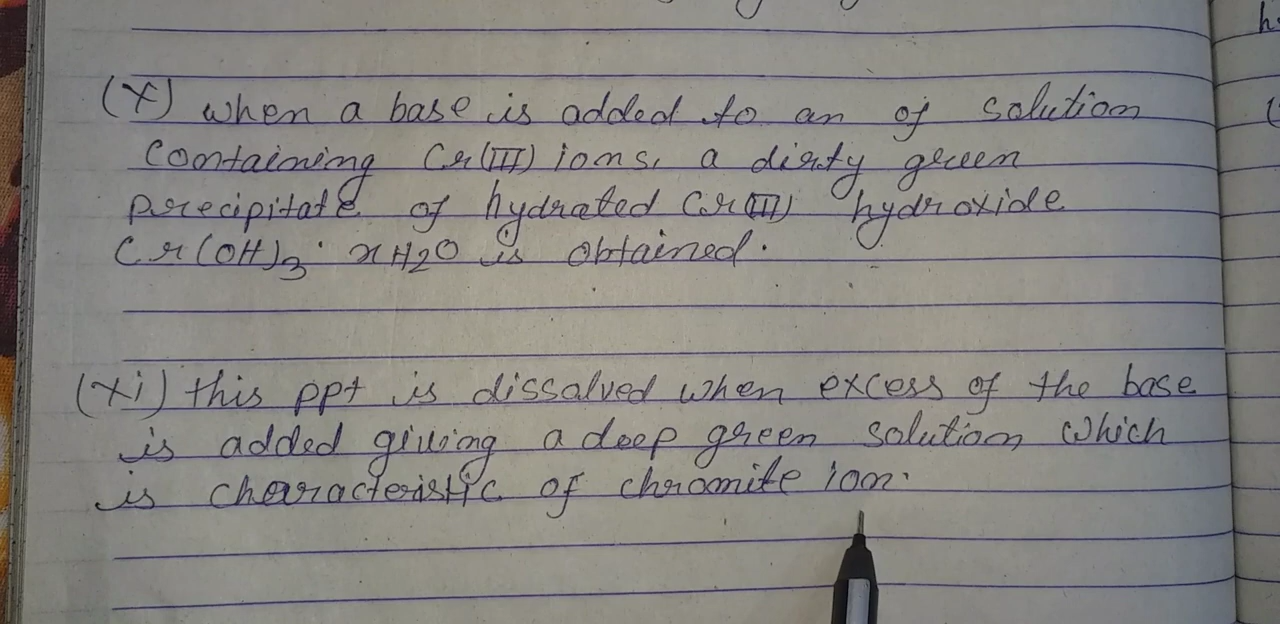 (x) when a base is added to an of solution
containing Cr(III) ions, a dirty green
precipitate of hydrated Cr(III) hydroxide
Cr(OH)3 · xH2O is obtained.
(xi) this ppt is dissalved when excess of the base
is added giving a deep green solution which
is characteristic of chromite ion.